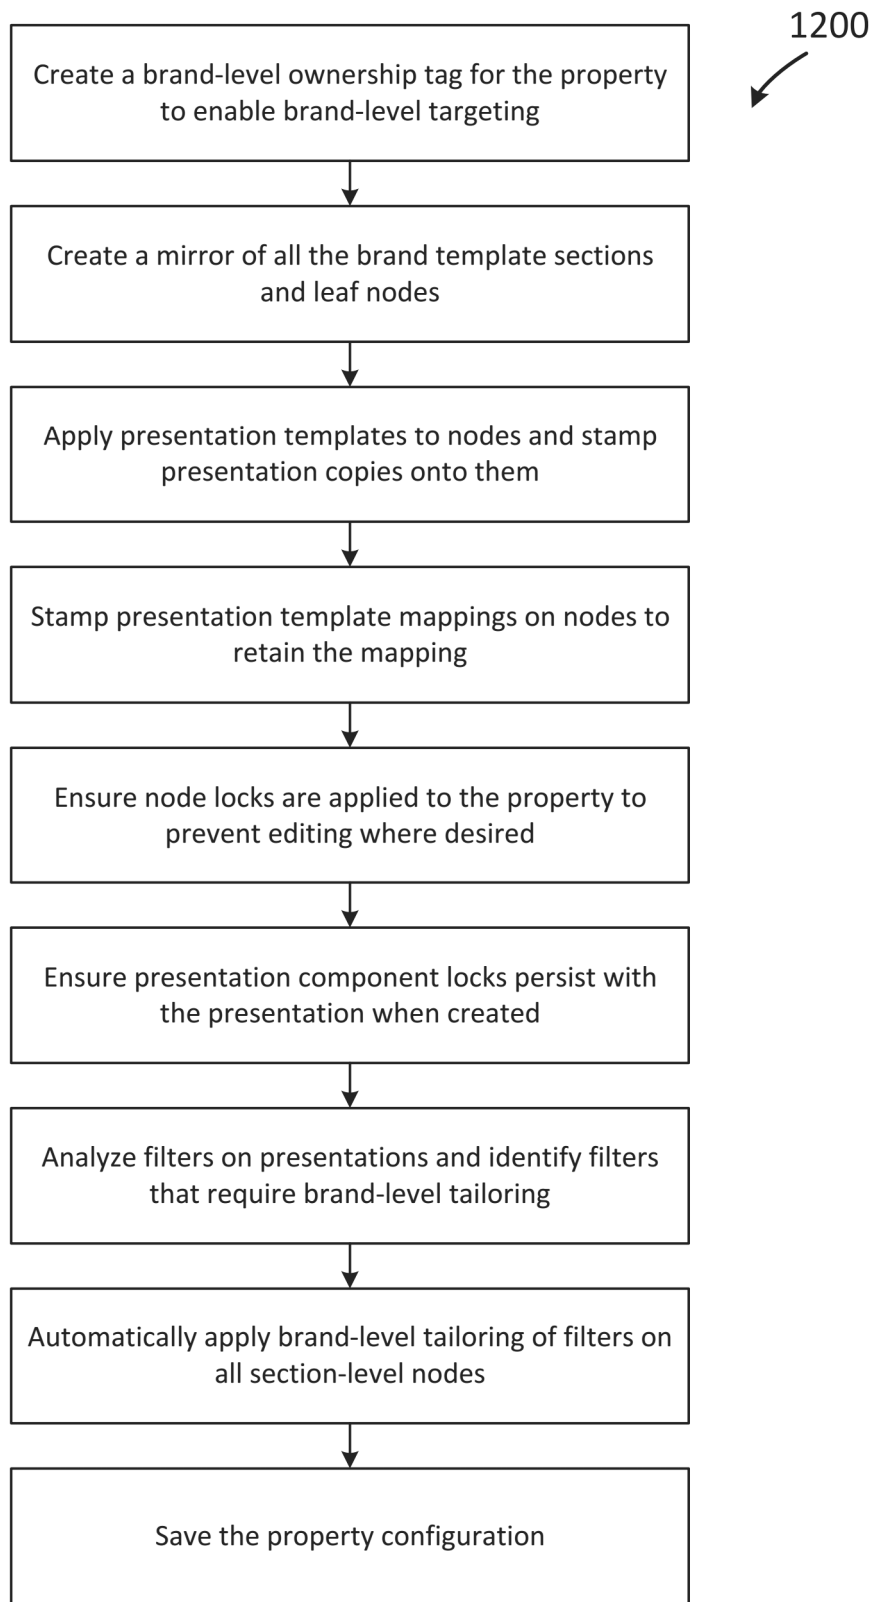 1200
Create a brand-level ownership tag for the property
to enable brand-level targeting
Create a mirror of all the brand template sections
and leaf nodes
Apply presentation templates to nodes and stamp
presentation copies onto them
Stamp presentation template mappings on nodes to
retain the mapping
Ensure node locks are applied to the property to
prevent editing where desired
Ensure presentation component locks persist with
the presentation when created
Analyze filters on presentations and identify filters
that require brand-level tailoring
Automatically apply brand-level tailoring of filters on
all section-level nodes
Save the property configuration